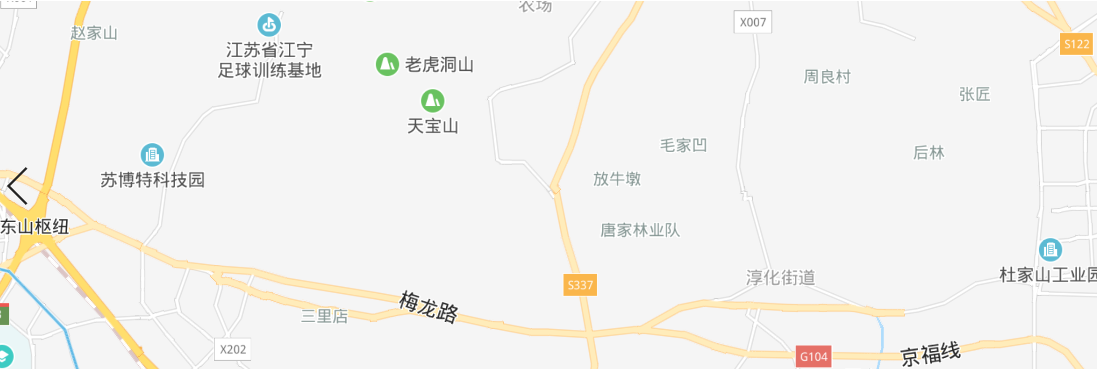 农场
赵家山
X007
江苏省江宁
足球训练基地
S122
老虎洞山
周良村
张匠
天宝山
毛家凹
后林
苏博特科技园
放牛墩
东山枢纽
唐家林业队
杜家山工业园
淳化街道
S337
梅龙路
三里店
X202
G104
京福线